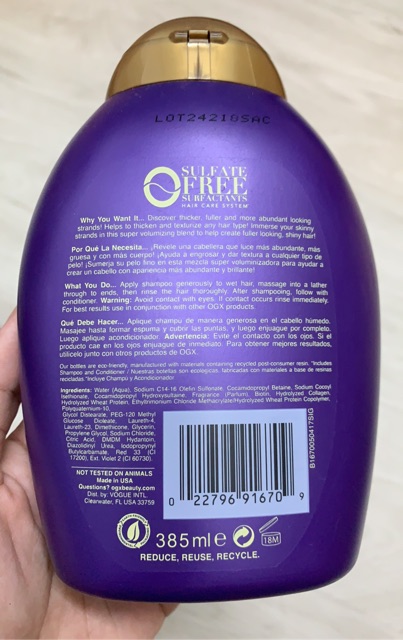 LOT24210SAC
SULFATE
FREE
SURFACTANTS
HAIR CARE SYSTEM
Why You Want It... Discover thicker, fuller and more abundant looking
strands! Helps to thicken and texturize any hair type! Immerse your skinny
strands in this super volumizing blend to help create fuller looking, shiny hair!
Por Qué La Necesita... ¡Revele una cabellera que luce más abundante, más
gruesa y con más cuerpo! ¡Ayuda a engrosar y dar textura a cualquier tipo de
pelo! ¡Sumerja su pelo fino en esta mezcla súper volumizadora para ayudar a
crear un cabello con apariencia más abundante y brillante!
What You Do... Apply shampoo generously to wet hair, massage into a lather
through to ends, then rinse the hair thoroughly. After shampooing, follow with
conditioner. Warning: Avoid contact with eyes. If contact occurs rinse immediately.
For best results use in conjunction with other OGX products.
Qué Debe Hacer... Aplique champú de manera generosa en el cabello húmedo.
Masajee hasta formar espuma y cubrir las puntas, y luego enjuague por completo.
Luego aplique acondicionador. Advertencia: Evite el contacto con los ojos. Si el
producto cae en los ojos enjuague de inmediato. Para obtener mejores resultados,
utilícelo junto con otros productos de OGX.
Our bottles are eco-friendly, manufactured with materials containing recycled post-consumer resin. *Includes
Shampoo and Conditioner / Nuestras botellas son ecológicas, fabricadas con materiales a base de resinas
recicladas *Incluye Champú y Acondicionador
Ingredients: Water (Aqua), Sodium C14-16 Olefin Sulfonate, Cocamidopropyl Betaine, Sodium Cocoyl
Isethionate, Cocamidopropyl Hydroxysultaine, Fragrance (Parfum), Biotin, Hydrolyzed Collagen,
Hydrolyzed Wheat Protein, Ethyltrimonium Chloride Methacrylate/Hydrolyzed Wheat Protein Copolymer,
Polyquaternium-10,
Glycol Distearate, PEG-120 Methyl
Glucose Dioleate, Laureth-4,
Laureth-23, Dimethicone, Glycerin,
Propylene Glycol, Sodium Chloride,
Citric Acid, DMDM Hydantoin,
Diazolidinyl Urea, Iodopropynyl
Butylcarbamate, Red 33 (CI
17200), Ext. Violet 2 (CI 60730).
NOT TESTED ON ANIMALS
Made in USA
Questions? ogxbeauty.com
Dist. by: VOGUE INTL.
Clearwater, FL USA 33759
0 22796 91670 9
B1670050417SIG
385ml e
18M
REDUCE, REUSE, RECYCLE.